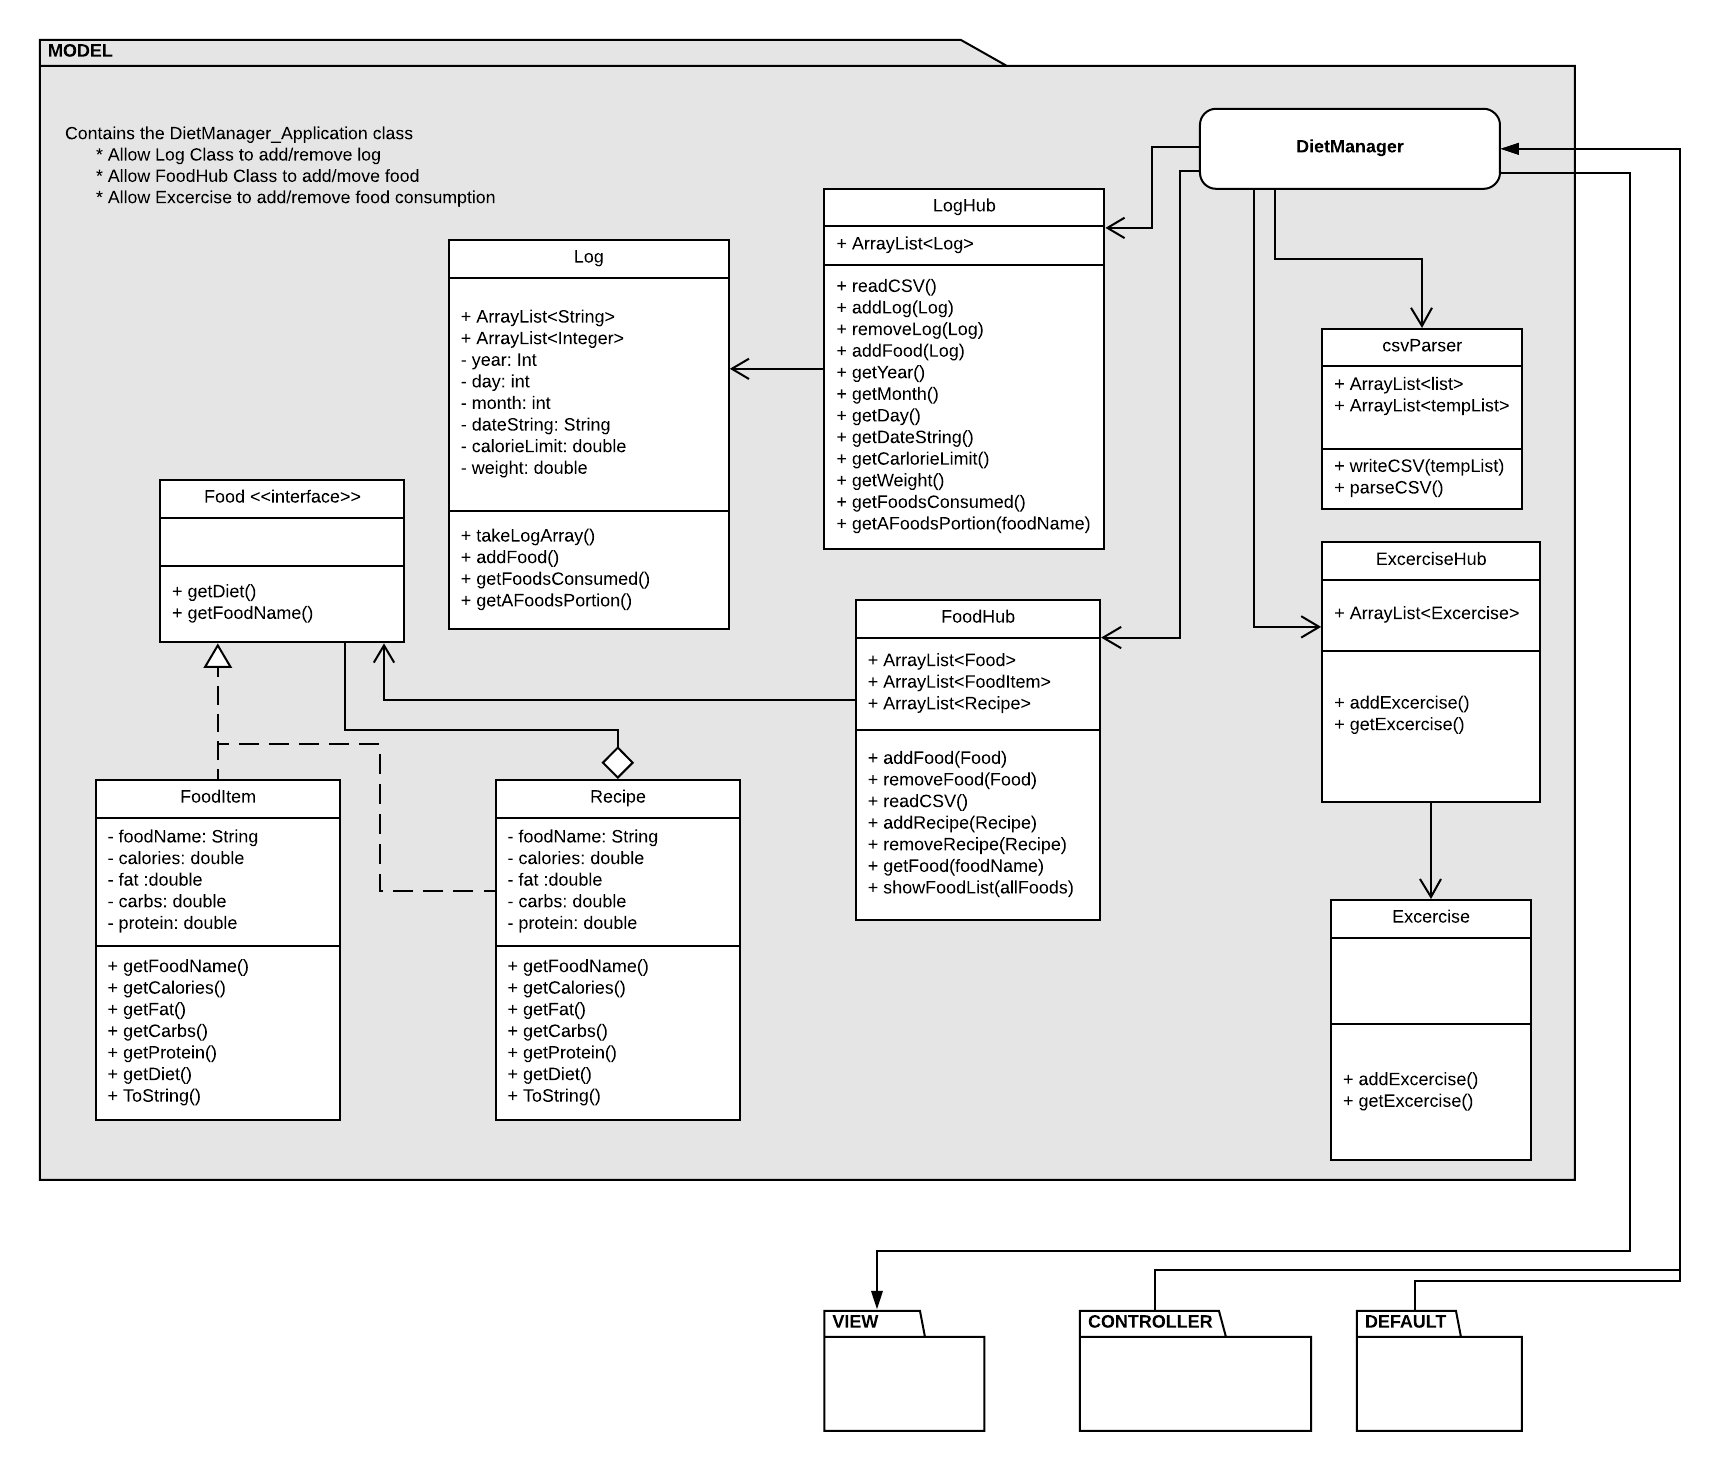 MODEL
Contains the DietManager_Application class
* Allow Log Class to add/remove log
* Allow FoodHub Class to add/move food
* Allow Excercise to add/remove food consumption
DietManager
LogHub
+ ArrayList<Log>
+ readCSV()
+ addLog(Log)
+ removeLog(Log)
+ addFood(Log)
+ getYear()
+ getMonth()
+ getDay()
+ getDateString()
+ getCarlorieLimit()
+ getWeight()
+ getFoodsConsumed()
+ getAFoodsPortion(foodName)
Log
+ ArrayList<String>
+ ArrayList<Integer>
- year: Int
- day: int
- month: int
- dateString: String
- calorieLimit: double
- weight: double
+ takeLogArray()
+ addFood()
+ getFoodsConsumed()
+ getAFoodsPortion()
csvParser
+ ArrayList<list>
+ ArrayList<tempList>
+ writeCSV(tempList)
+ parseCSV()
Food <<interface>>
+ getDiet()
+ getFoodName()
ExcerciseHub
+ ArrayList<Excercise>
+ addExcercise()
+ getExcercise()
FoodHub
+ ArrayList<Food>
+ ArrayList<FoodItem>
+ ArrayList<Recipe>
+ addFood(Food)
+ removeFood(Food)
+ readCSV()
+ addRecipe(Recipe)
+ removeRecipe(Recipe)
+ getFood(foodName)
+ showFoodList(allFoods)
FoodItem
- foodName: String
- calories: double
- fat :double
- carbs: double
- protein: double
+ getFoodName()
+ getCalories()
+ getFat()
+ getCarbs()
+ getProtein()
+ getDiet()
+ ToString()
Recipe
- foodName: String
- calories: double
- fat :double
- carbs: double
- protein: double
+ getFoodName()
+ getCalories()
+ getFat()
+ getCarbs()
+ getProtein()
+ getDiet()
+ ToString()
Excercise
+ addExcercise()
+ getExcercise()
VIEW
CONTROLLER
DEFAULT